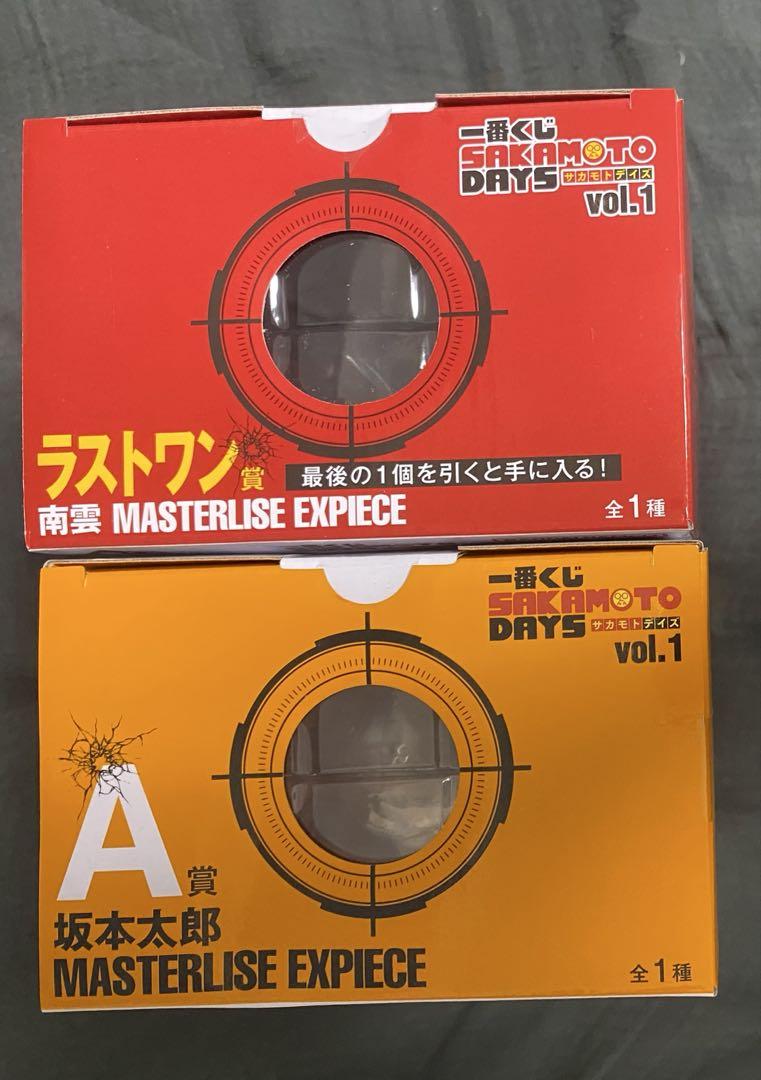 一番くじ
SAKAMOTO
DAYS サカモトデイズ
vol.1
ラストワン賞
最後の1個を引くと手に入る!
南雲 MASTERLISE EXPIECE
全1種
一番くじ
SAKAMOTO
DAYS サカモトデイズ
vol.1
A賞
坂本太郎
MASTERLISE EXPIECE
全1種